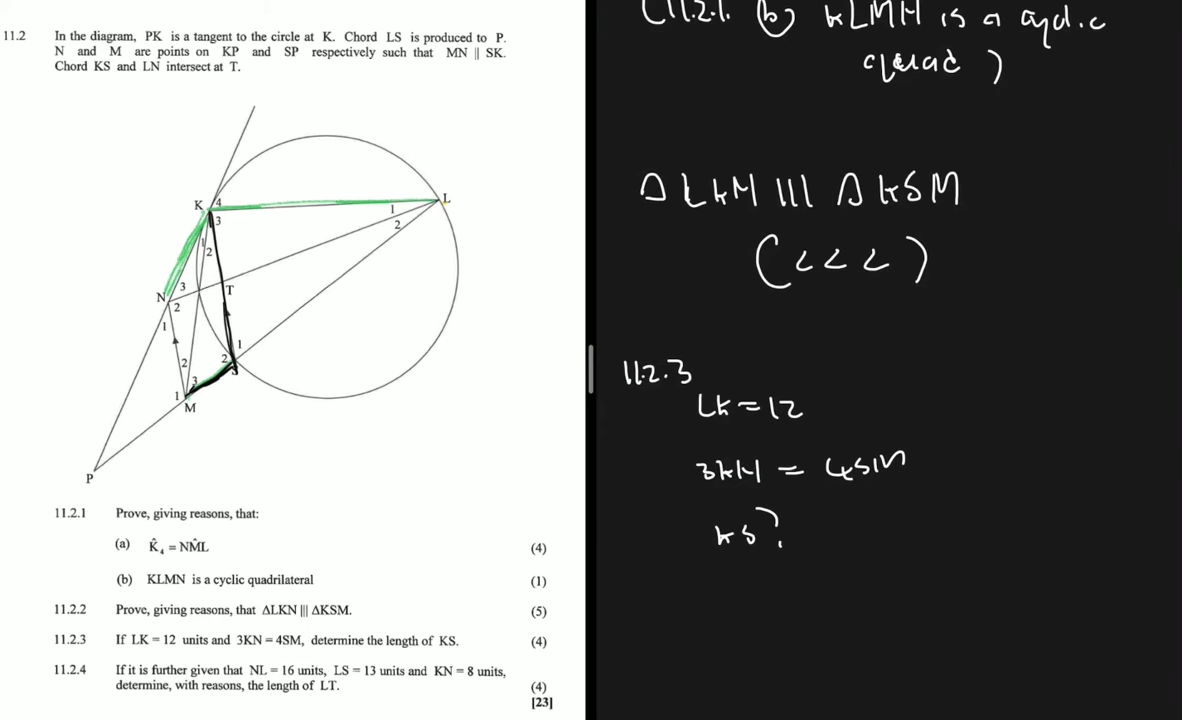 11.2 In the diagram, PK is a tangent to the circle at K. Chord LS is produced to P.
N and M are points on KP and SP respectively such that MN || SK.
Chord KS and LN intersect at T.
K
4
3
1
2
L
1
2
N
3
2
1
T
1
2
S
2
3
1
M
P
11.2.1 Prove, giving reasons, that:
(a) K̂₄ = NM̂L (4)
(b) KLMN is a cyclic quadrilateral (1)
11.2.2 Prove, giving reasons, that ΔLKN ||| ΔKSM. (5)
11.2.3 If LK = 12 units and 3KN = 4SM, determine the length of KS. (4)
11.2.4 If it is further given that NL = 16 units, LS = 13 units and KN = 8 units,
determine, with reasons, the length of LT. (4)
[23]
(11.2.1. (b) KLMN is a cyclic
quad )
Δ LKN ||| Δ KSM
(<<<)
11.2.3
LK = 12
3KN = 4SM
KS?